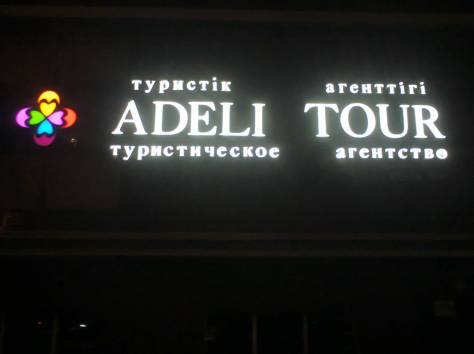 туристік агенттігі
ADELI TOUR
туристическое агентство